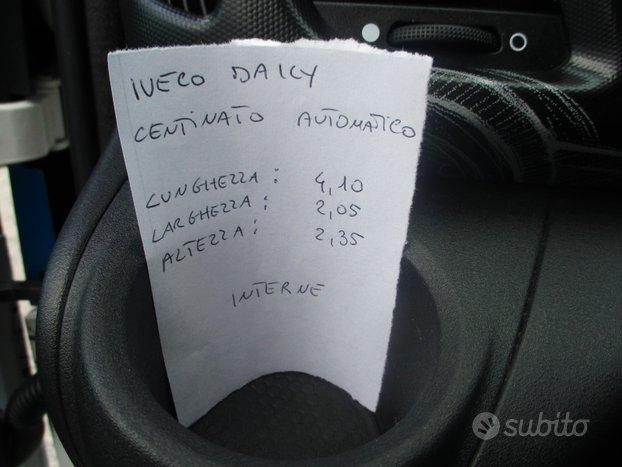 IVECO DAILY
CENTINATO AUTOMATICO
LUNGHEZZA: 4,10
LARGHEZZA: 2,05
ALTEZZA: 2,35
INTERNE
subito